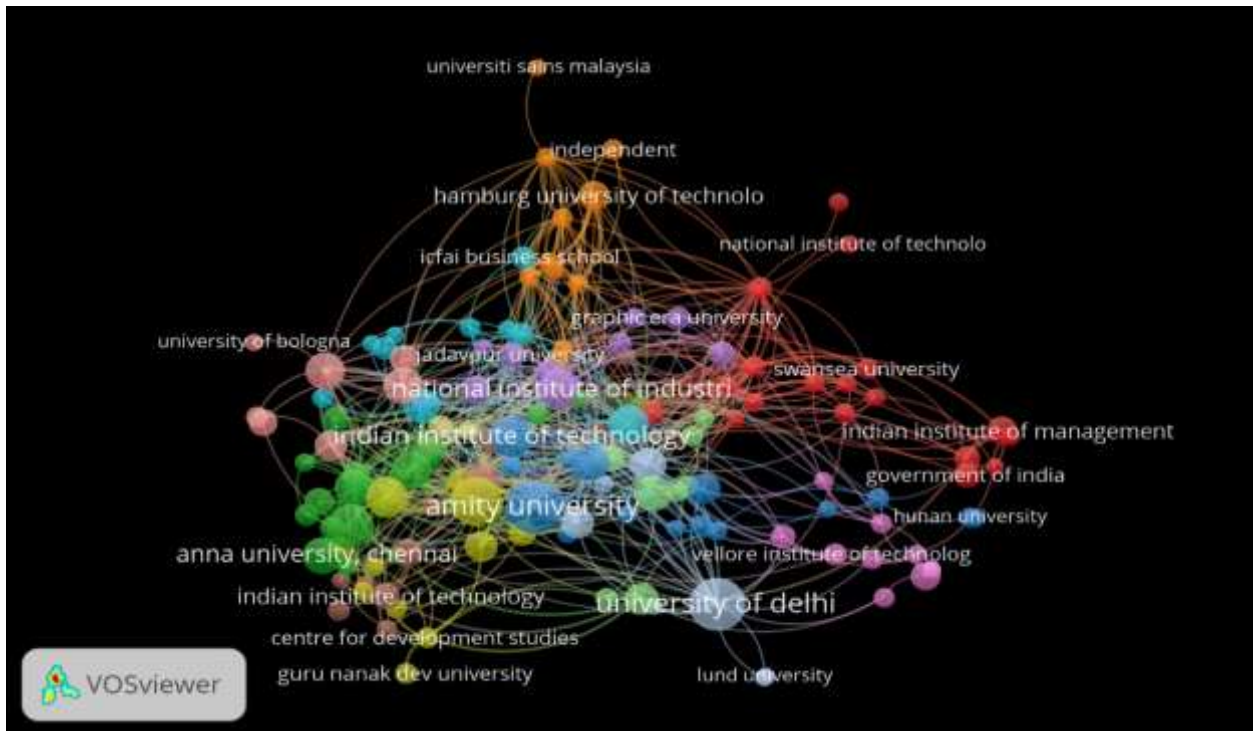 universiti sains malaysia
independent
hamburg university of technolo
national institute of technolo
icfai business school
graphic era university
university of bologna
jadavpur university
swansea university
national institute of industri
indian institute of management
indian institute of technology
government of india
amity university
hunan university
anna university, chennai
vellore institute of technolog
indian institute of technology
university of delhi
centre for development studies
guru nanak dev university
lund university
VOSviewer